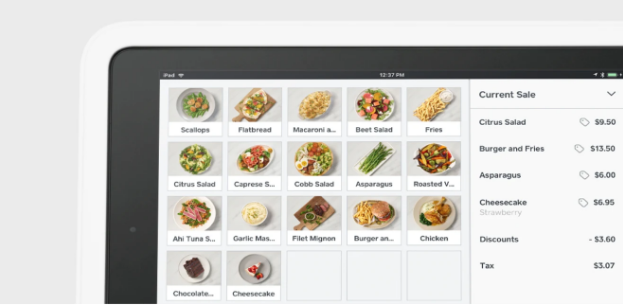 iPad
12:37 PM
Scallops
Flatbread
Macaroni a...
Beet Salad
Fries
Citrus Salad
Caprese S...
Cobb Salad
Asparagus
Roasted V...
Ahi Tuna S...
Garlic Mas...
Filet Mignon
Burger an...
Chicken
Chocolate...
Cheesecake
Current Sale
Citrus Salad $9.50
Burger and Fries $13.50
Asparagus $6.00
Cheesecake $6.95
Strawberry
Discounts - $3.60
Tax $3.07